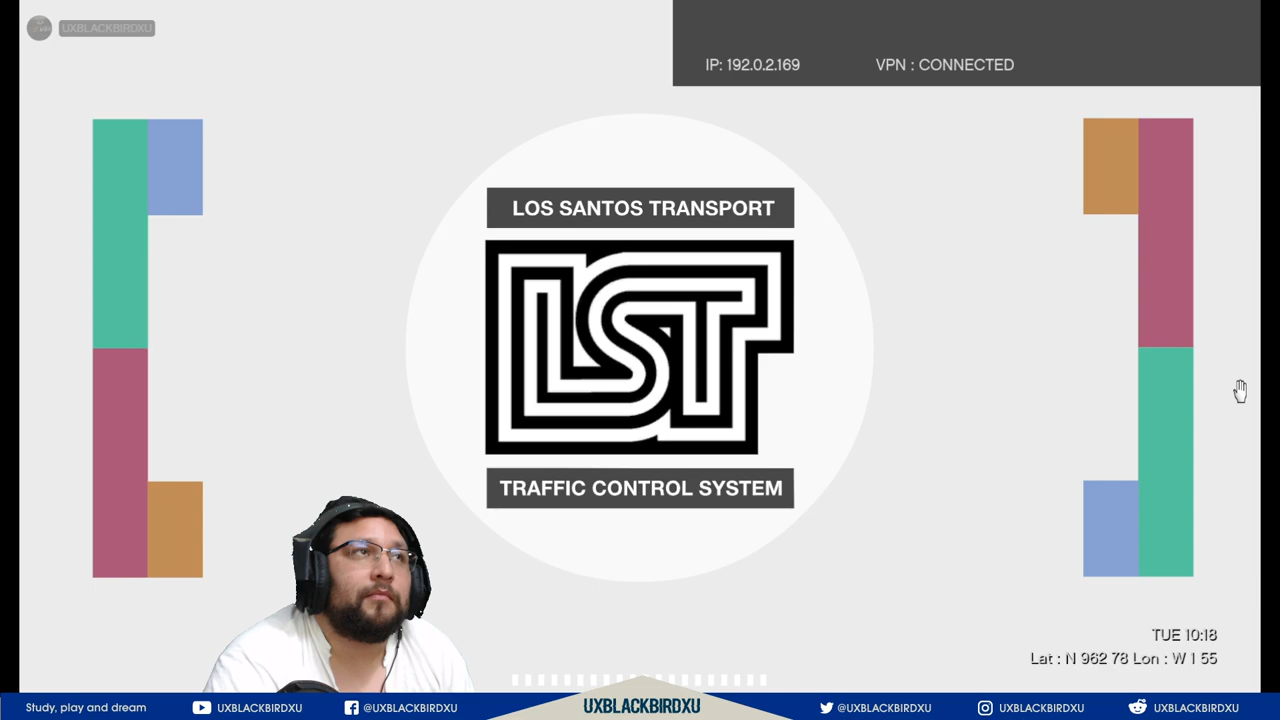 UXBLACKBIRDXU
IP: 192.0.2.169 VPN : CONNECTED
LOS SANTOS TRANSPORT
LST
TRAFFIC CONTROL SYSTEM
TUE 10:18
Lat : N 962 78 Lon : W 1 55
Study, play and dream UXBLACKBIRDXU @UXBLACKBIRDXU UXBLACKBIRDXU @UXBLACKBIRDXU UXBLACKBIRDXU UXBLACKBIRDXU